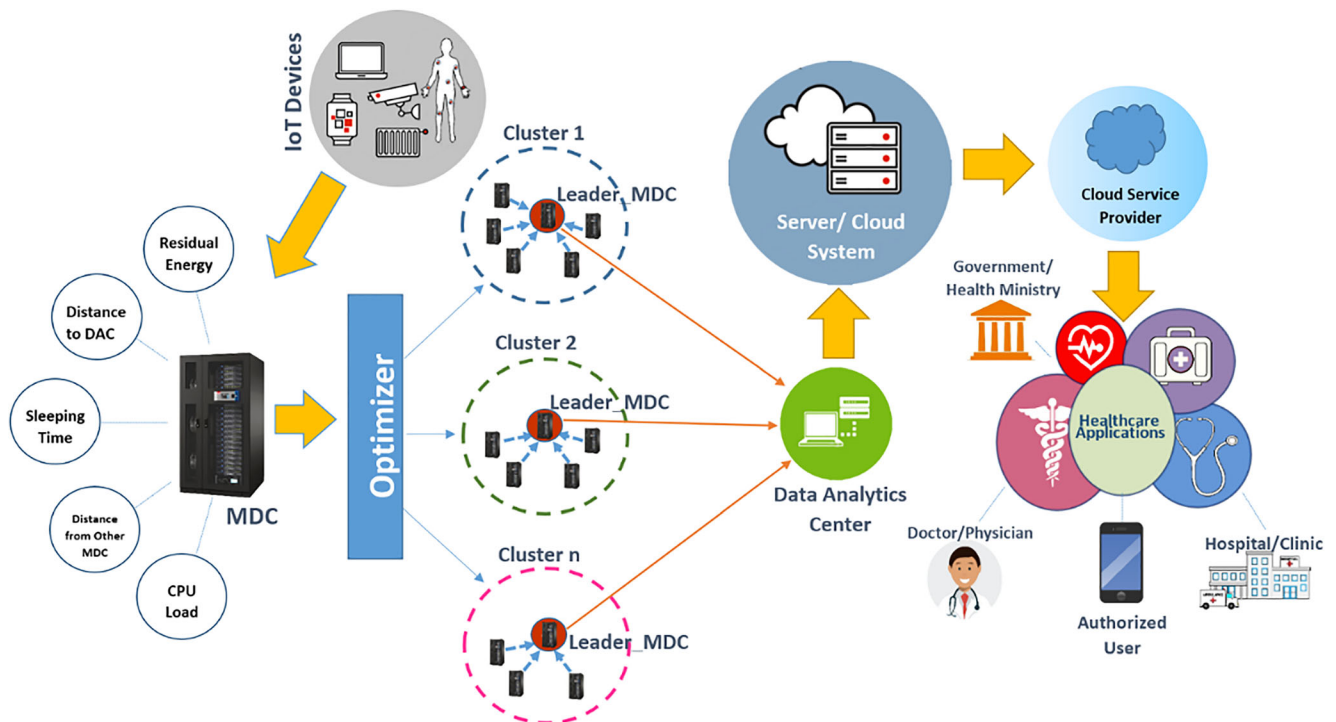 IoT Devices
Residual
Energy
Distance
to DAC
Sleeping
Time
Distance
from Other
MDC
CPU
Load
MDC
Optimizer
Cluster 1
Leader_MDC
Cluster 2
Leader_MDC
Cluster n
Leader_MDC
Data Analytics
Center
Server/ Cloud
System
Cloud Service
Provider
Government/
Health Ministry
Healthcare
Applications
Doctor/Physician
Authorized
User
Hospital/Clinic